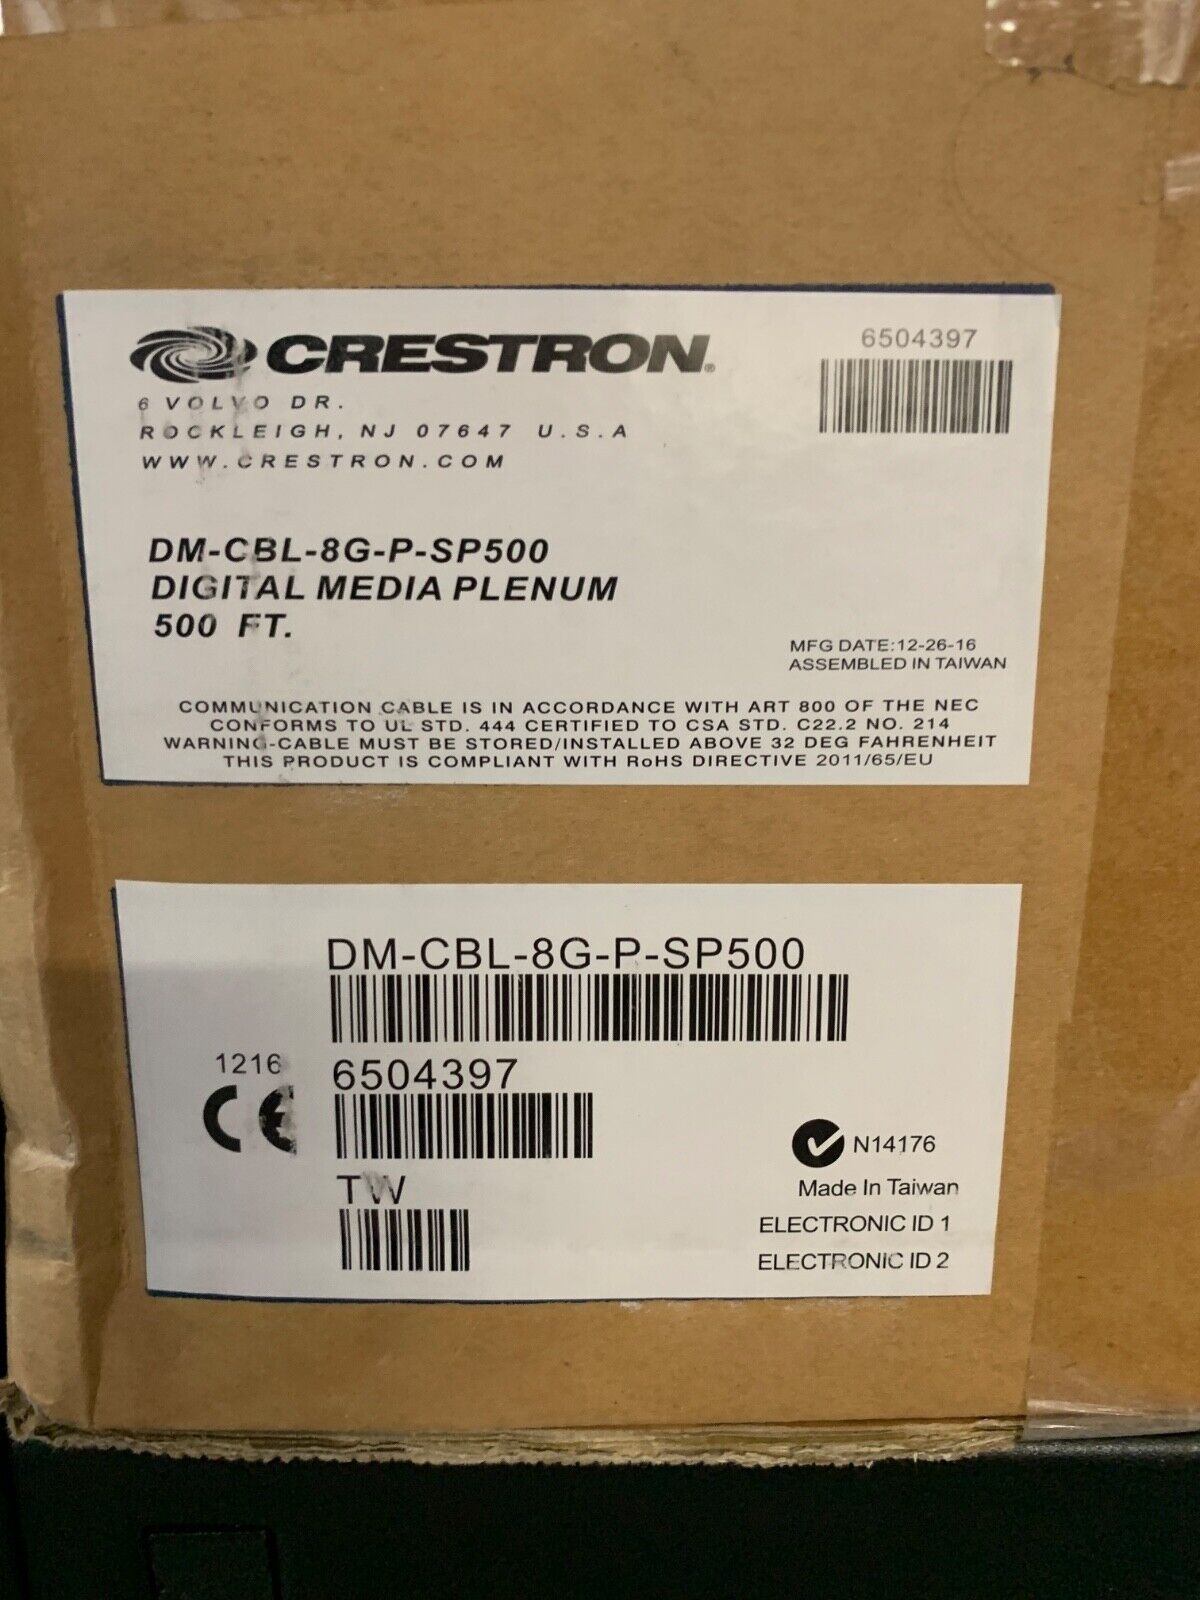 CRESTRON®
6 VOLVO DR.
ROCKLEIGH, NJ 07647 U.S.A
WWW.CRESTRON.COM
6504397
DM-CBL-8G-P-SP500
DIGITAL MEDIA PLENUM
500 FT.
MFG DATE:12-26-16
ASSEMBLED IN TAIWAN
COMMUNICATION CABLE IS IN ACCORDANCE WITH ART 800 OF THE NEC
CONFORMS TO UL STD. 444 CERTIFIED TO CSA STD. C22.2 NO. 214
WARNING-CABLE MUST BE STORED/INSTALLED ABOVE 32 DEG FAHRENHEIT
THIS PRODUCT IS COMPLIANT WITH RoHS DIRECTIVE 2011/65/EU
DM-CBL-8G-P-SP500
1216
6504397
CE
TW
N14176
Made In Taiwan
ELECTRONIC ID 1
ELECTRONIC ID 2